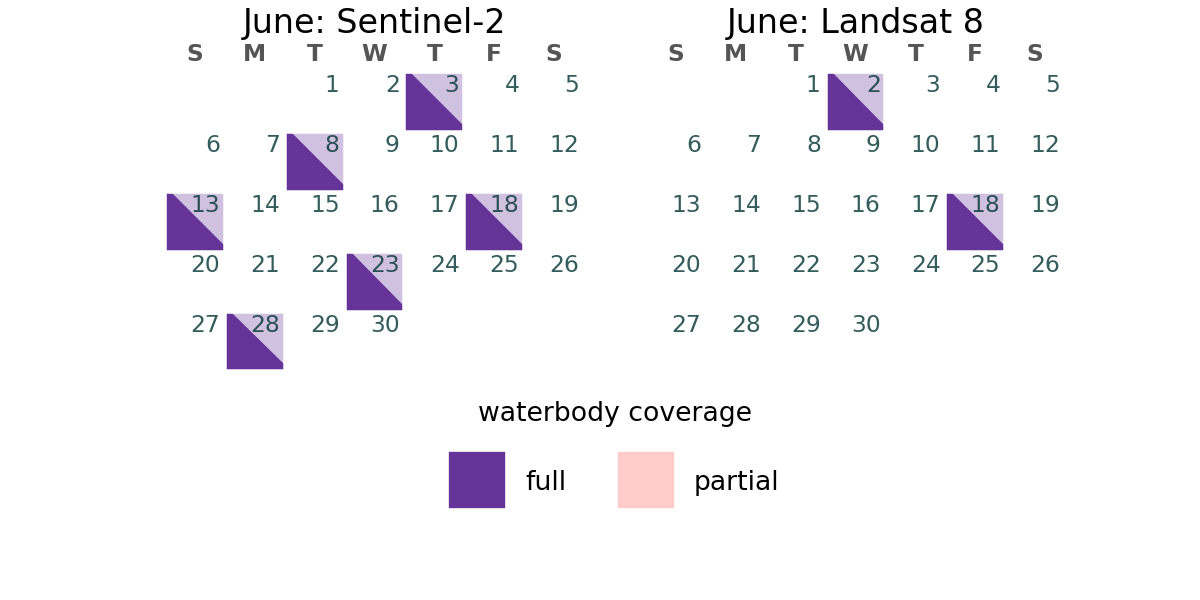 June: Sentinel-2
S M T W T F S
1 2 3 4 5
6 7 8 9 10 11 12
13 14 15 16 17 18 19
20 21 22 23 24 25 26
27 28 29 30
June: Landsat 8
S M T W T F S
1 2 3 4 5
6 7 8 9 10 11 12
13 14 15 16 17 18 19
20 21 22 23 24 25 26
27 28 29 30
waterbody coverage
full
partial